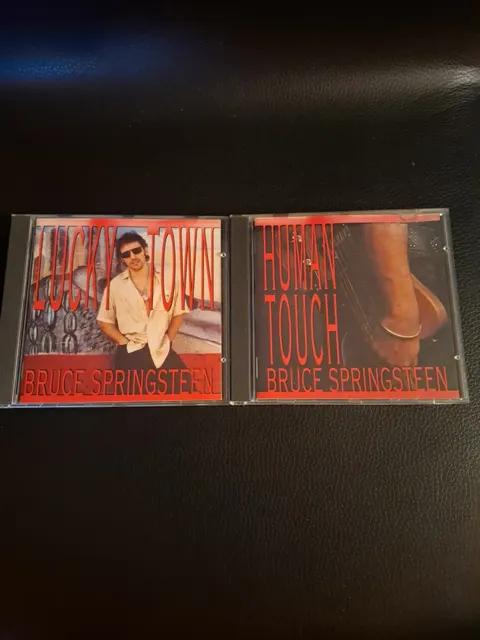 LUCKY TOWN
BRUCE SPRINGSTEEN
HUMAN
TOUCH
BRUCE SPRINGSTEEN